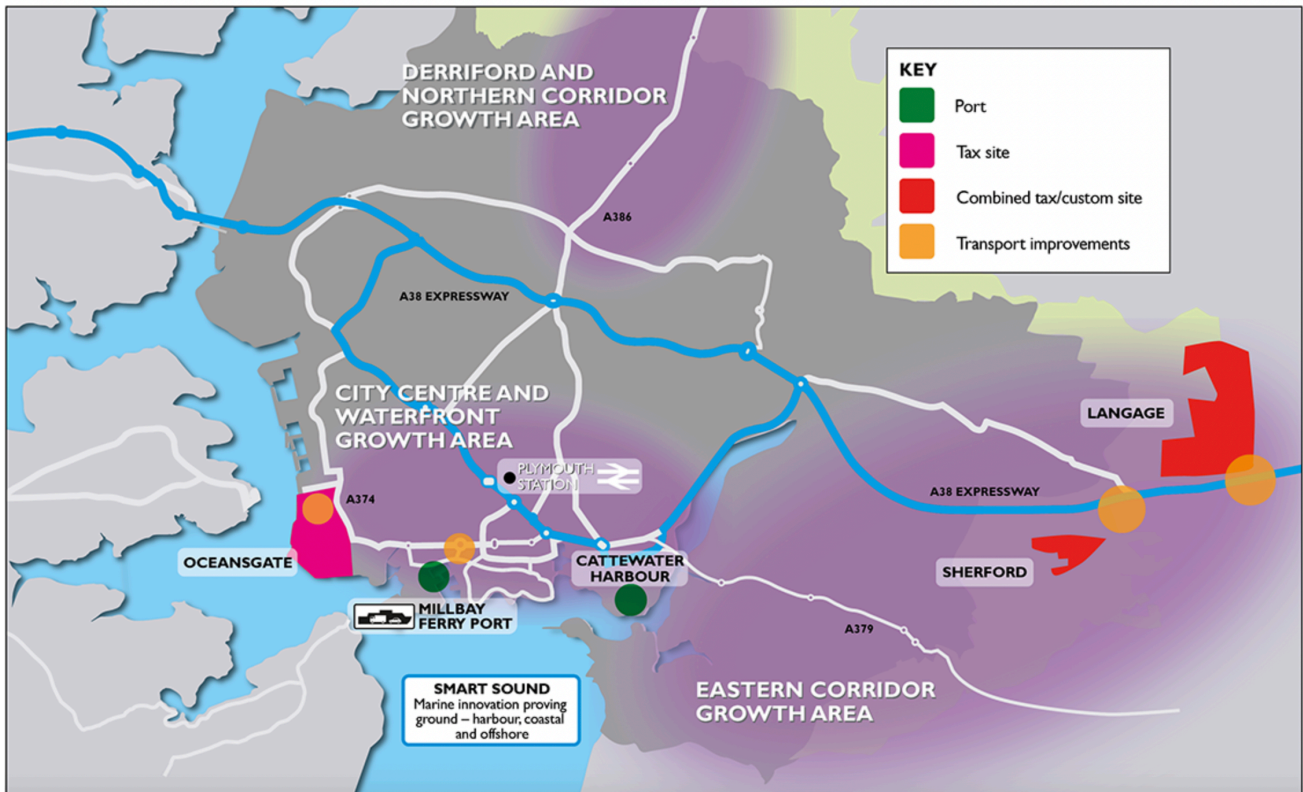 DERRIFORD AND
NORTHERN CORRIDOR
GROWTH AREA
KEY
Port
Tax site
Combined tax/custom site
Transport improvements
A386
A38 EXPRESSWAY
CITY CENTRE AND
WATERFRONT
GROWTH AREA
LANGAGE
PLYMOUTH
STATION
A374
A38 EXPRESSWAY
OCEANSGATE
CATTEWATER
HARBOUR
SHERFORD
MILLBAY
FERRY PORT
A379
SMART SOUND
Marine innovation proving
ground – harbour, coastal
and offshore
EASTERN CORRIDOR
GROWTH AREA